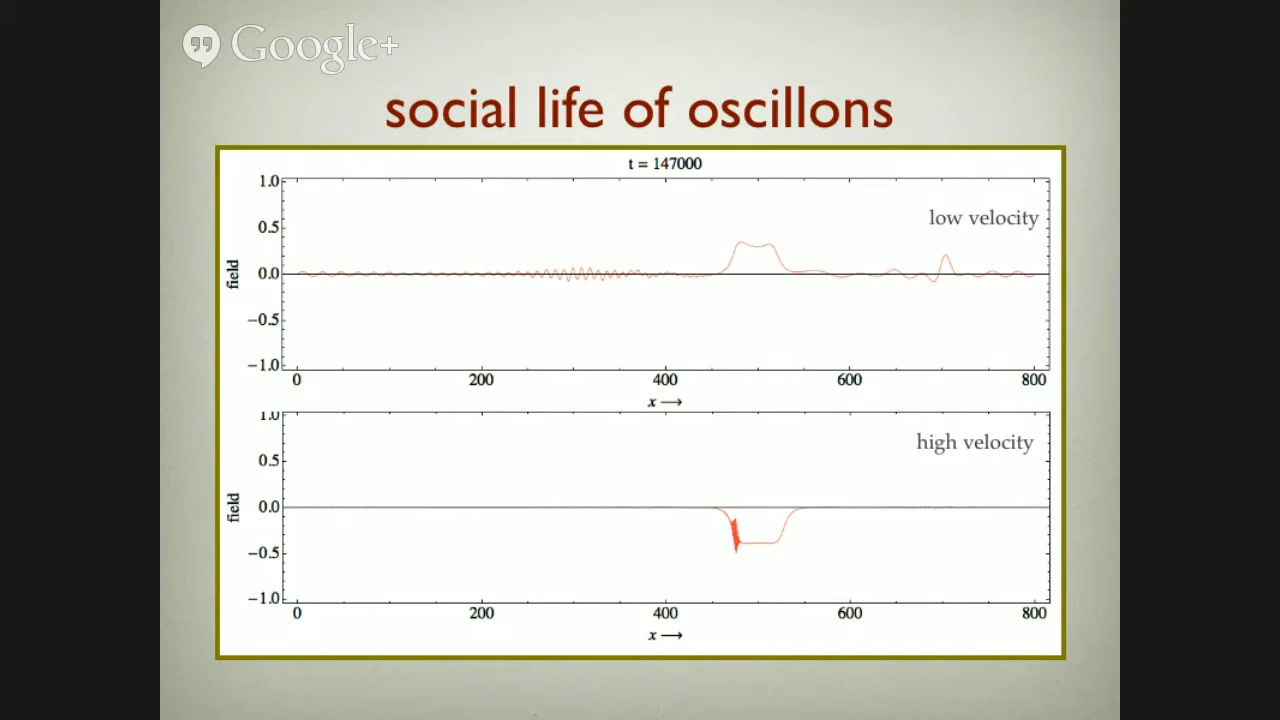 Google+
social life of oscillons
t = 147000
1.0
low velocity
0.5
field
0.0
−0.5
−1.0
0 200 400 600 800
x ⟶
1.0
high velocity
0.5
field
0.0
−0.5
−1.0
0 200 400 600 800
x ⟶